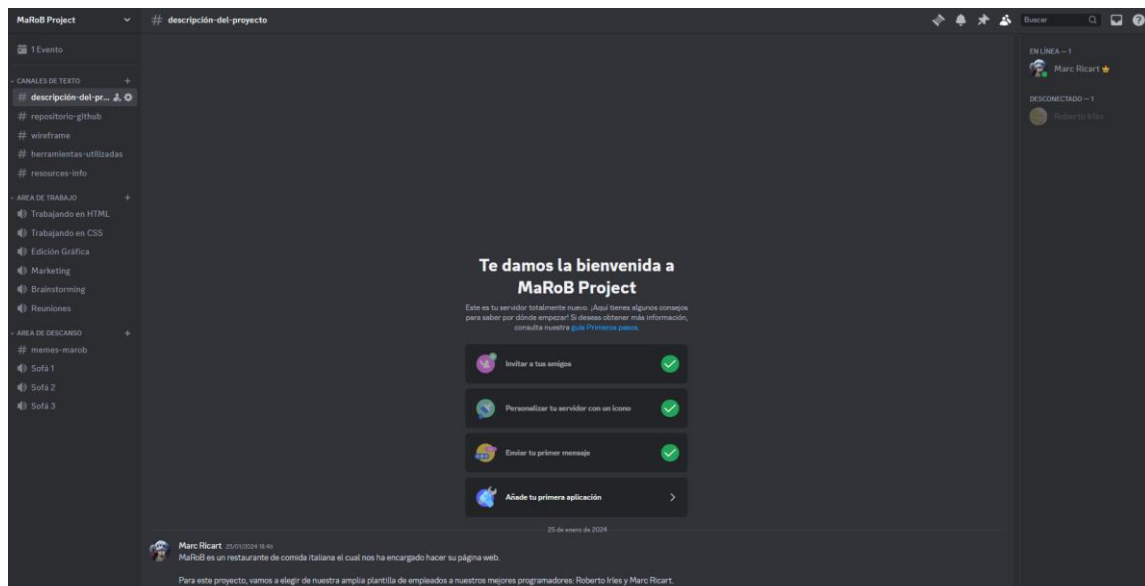 MaRoB Project
descripción-del-proyecto
Buscar
1 Evento
CANALES DE TEXTO
descripción-del-pr...
repositorio-github
wireframe
herramientas-utilizadas
resources-info
AREA DE TRABAJO
Trabajando en HTML
Trabajando en CSS
Edición Gráfica
Marketing
Brainstorming
Reuniones
AREA DE DESCANSO
memes-marob
Sofá 1
Sofá 2
Sofá 3
Te damos la bienvenida a
MaRoB Project
Este es tu servidor totalmente nuevo. ¡Aquí tienes algunos consejos
para saber por dónde empezar! Si deseas obtener más información,
consulta nuestra guía Primeros pasos.
Invitar a tus amigos
Personalizar tu servidor con un icono
Enviar tu primer mensaje
Añade tu primera aplicación
25 de enero de 2024
Marc Ricart 25/01/2024 18:46
MaRoB es un restaurante de comida italiana el cual nos ha encargado hacer su página web.
Para este proyecto, vamos a elegir de nuestra amplia plantilla de empleados a nuestros mejores programadores: Roberto Irles y Marc Ricart.
EN LÍNEA — 1
Marc Ricart
DESCONECTADO — 1
Roberto Irles